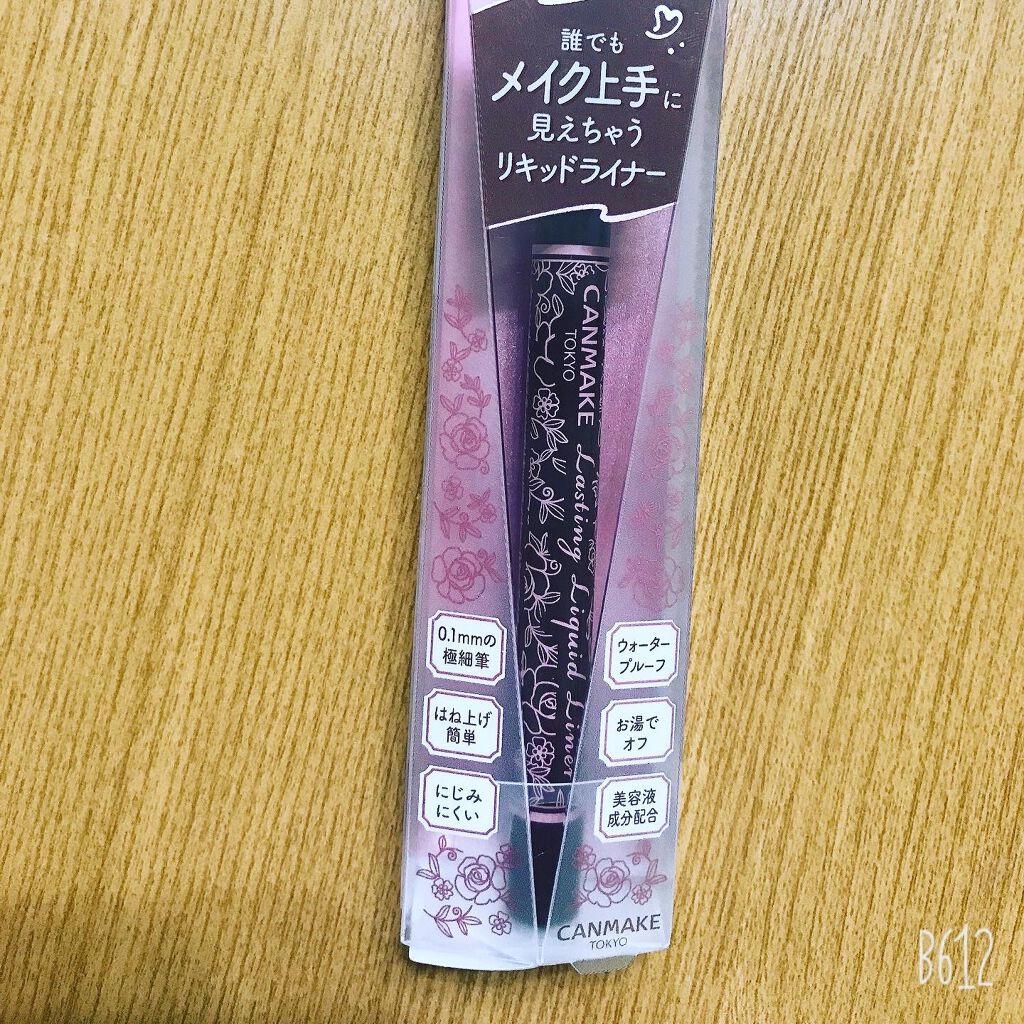 誰でも
メイク上手に
見えちゃう
リキッドライナー
CANMAKE
TOKYO
Lasting Liquid Liner
0.1mmの
極細筆
はね上げ
簡単
にじみ
にくい
ウォーター
プルーフ
お湯で
オフ
美容液
成分配合
CANMAKE
TOKYO
B612